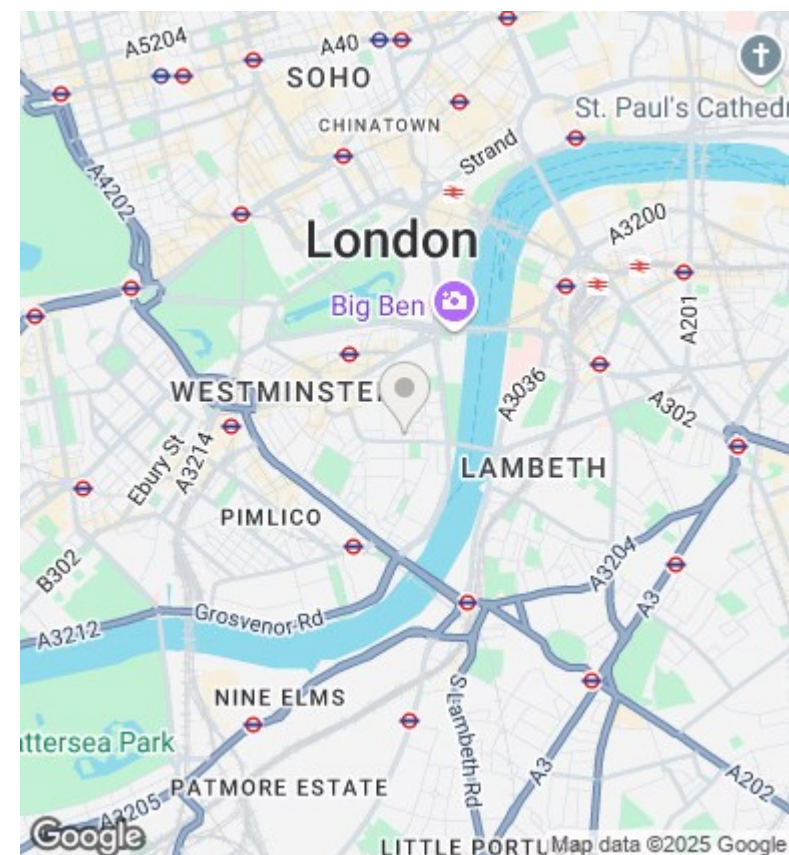 A5204
A40
SOHO
St. Paul's Cathedr
CHINATOWN
Strand
A4202
A3200
London
Big Ben
A201
WESTMINSTE
A3036
A302
Ebury St
A3214
LAMBETH
PIMLICO
B302
A3204
A3
Grosvenor Rd
A3212
NINE ELMS
S Lambeth Rd
attersea Park
A3
A202
PATMORE ESTATE
A3205
Google
LITTLE PORTU
Map data ©2025 Google